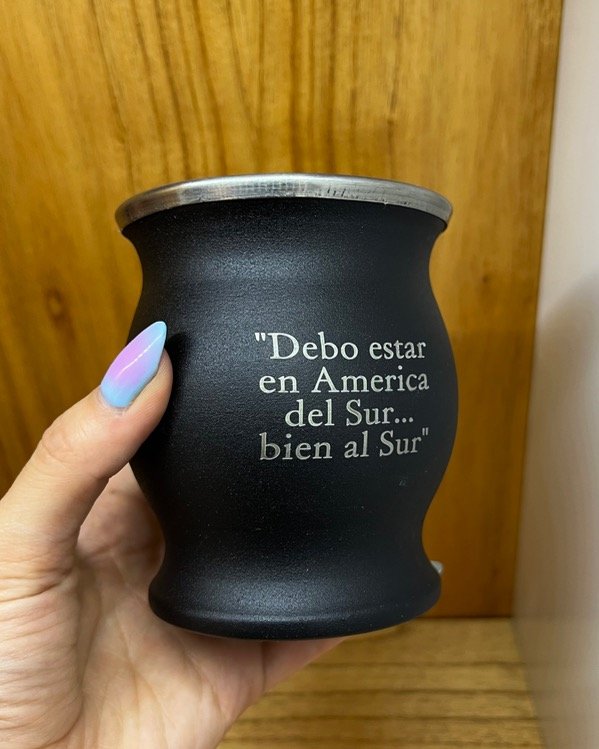 "Debo estar
en America
del Sur...
bien al Sur"